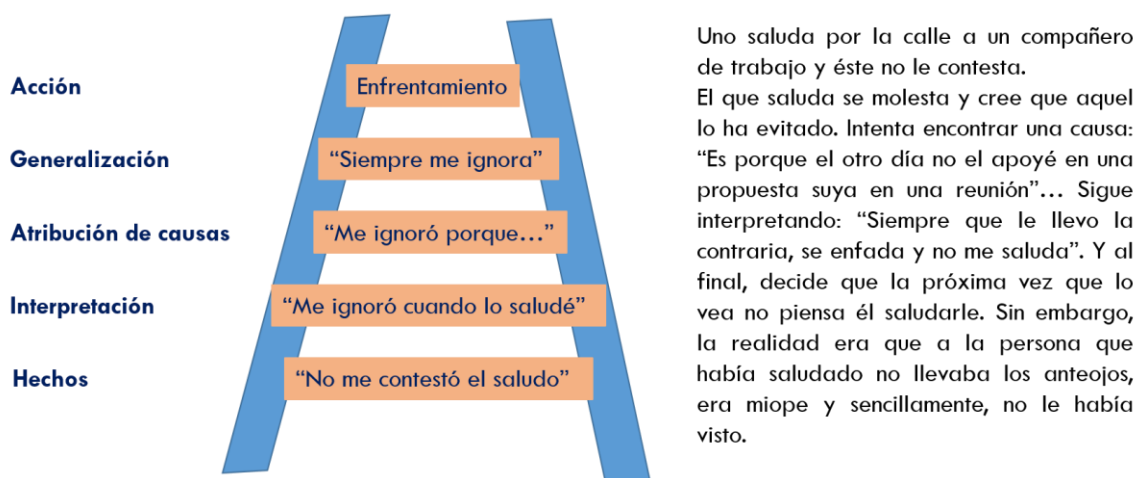 Acción
Enfrentamiento
Generalización
“Siempre me ignora”
Atribución de causas
“Me ignoró porque…”
Interpretación
“Me ignoró cuando lo saludé”
Hechos
“No me contestó el saludo”
Uno saluda por la calle a un compañero
de trabajo y éste no le contesta.
El que saluda se molesta y cree que aquel
lo ha evitado. Intenta encontrar una causa:
“Es porque el otro día no el apoyé en una
propuesta suya en una reunión”… Sigue
interpretando: “Siempre que le llevo la
contraria, se enfada y no me saluda”. Y al
final, decide que la próxima vez que lo
vea no piensa él saludarle. Sin embargo,
la realidad era que a la persona que
había saludado no llevaba los anteojos,
era miope y sencillamente, no le había
visto.